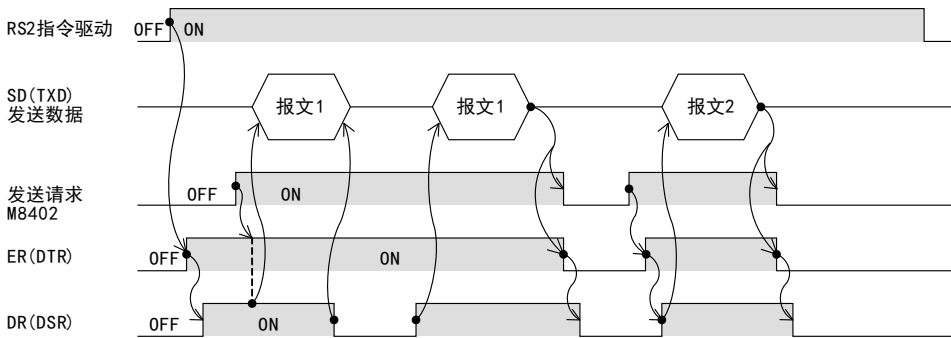 RS2指令驱动 OFF ON
SD(TXD)
发送数据
报文1 报文1 报文2
发送请求
M8402
OFF ON
ER(DTR) OFF ON
DR(DSR) OFF ON